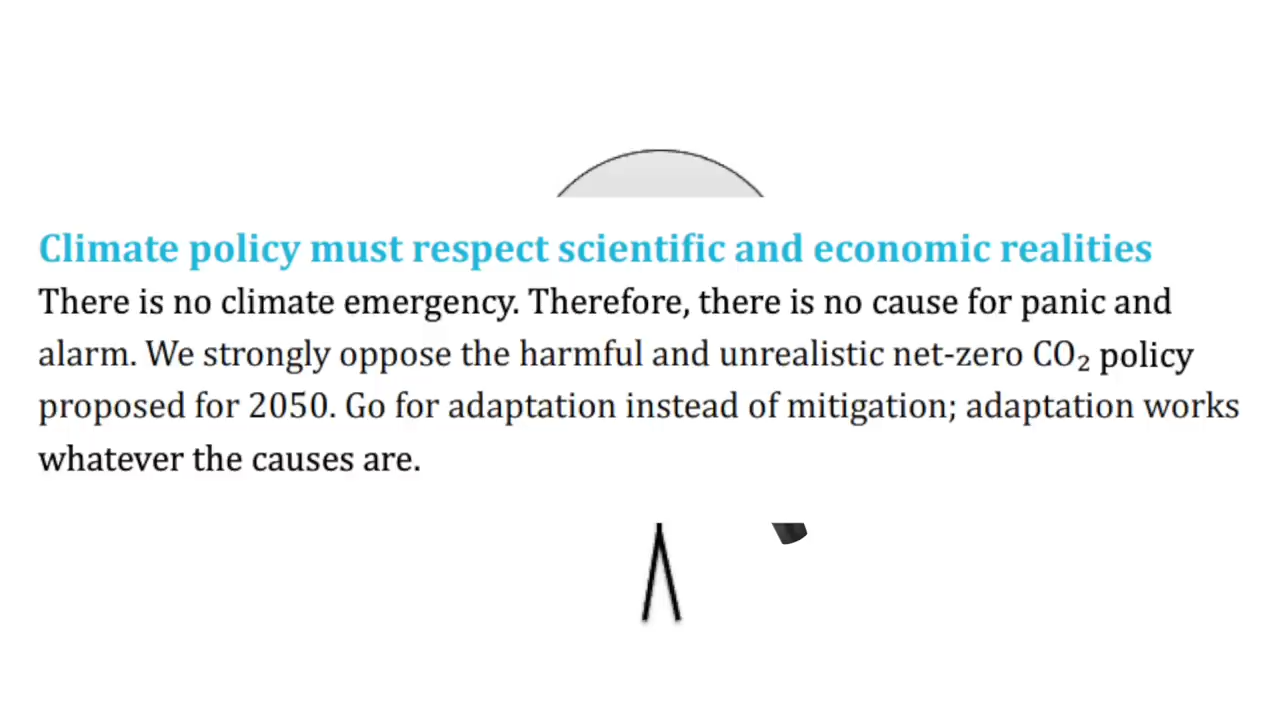 Climate policy must respect scientific and economic realities
There is no climate emergency. Therefore, there is no cause for panic and
alarm. We strongly oppose the harmful and unrealistic net-zero CO₂ policy
proposed for 2050. Go for adaptation instead of mitigation; adaptation works
whatever the causes are.